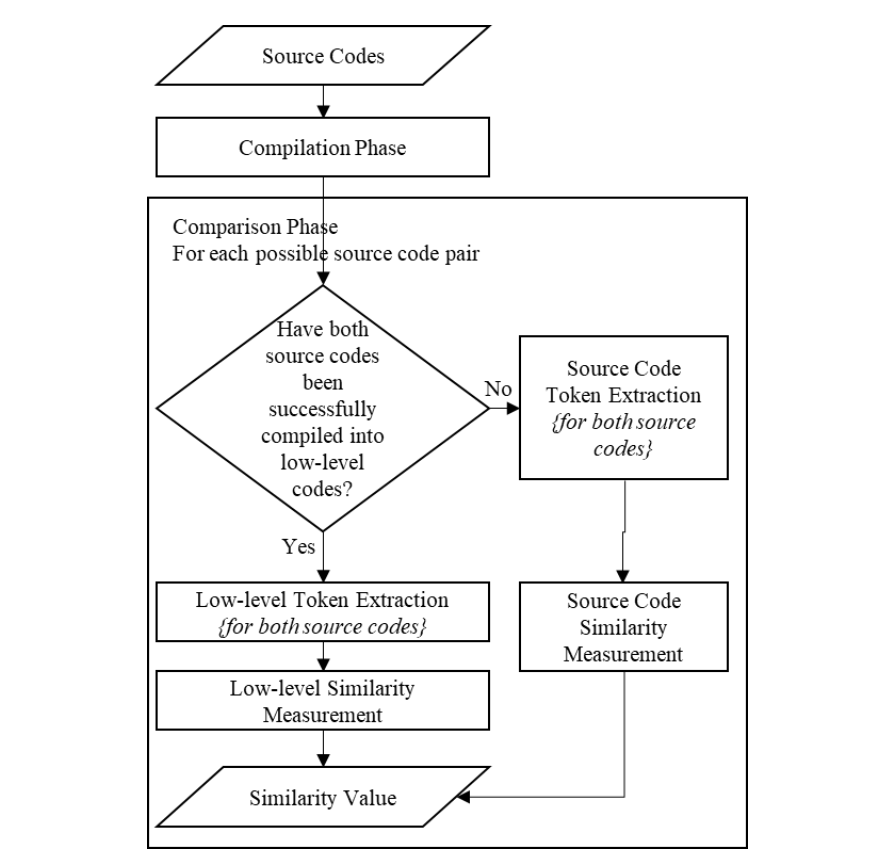 Source Codes
Compilation Phase
Comparison Phase
For each possible source code pair
Have both
source codes
been
successfully
compiled into
low-level
codes?
No
Source Code
Token Extraction
{for both source
codes}
Yes
Low-level Token Extraction
{for both source codes}
Source Code
Similarity
Measurement
Low-level Similarity
Measurement
Similarity Value